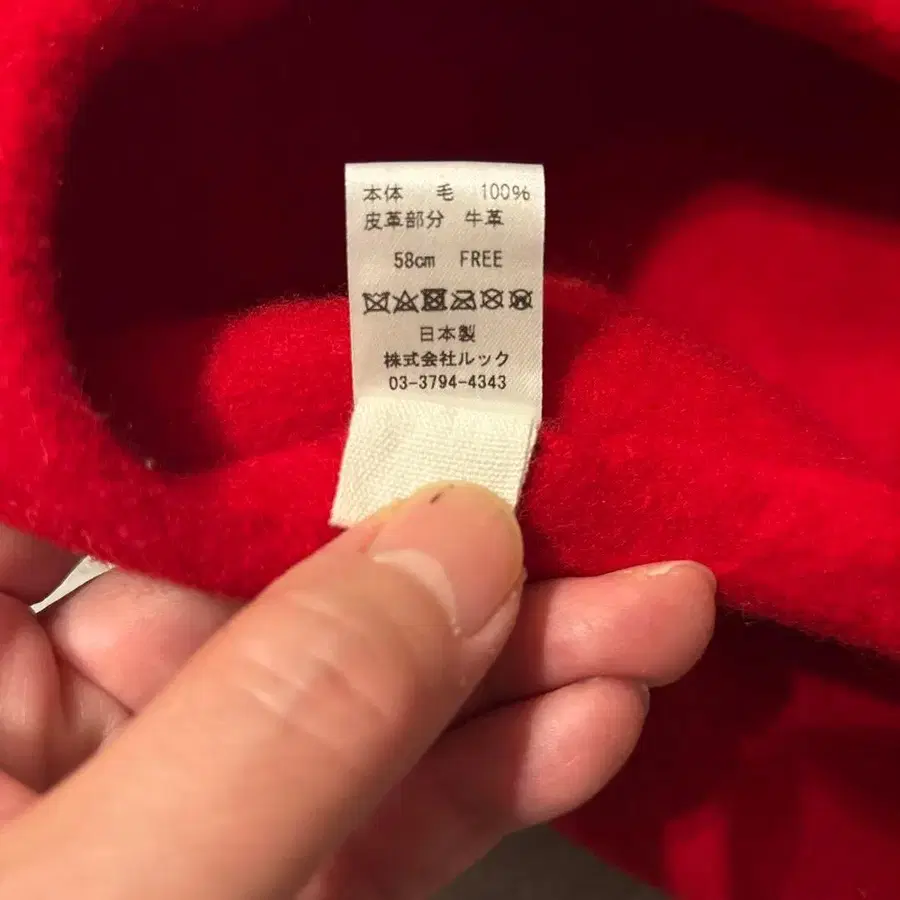 本体 毛 100%
皮革部分 牛革
58cm FREE
日本製
株式会社ルック
03-3794-4343